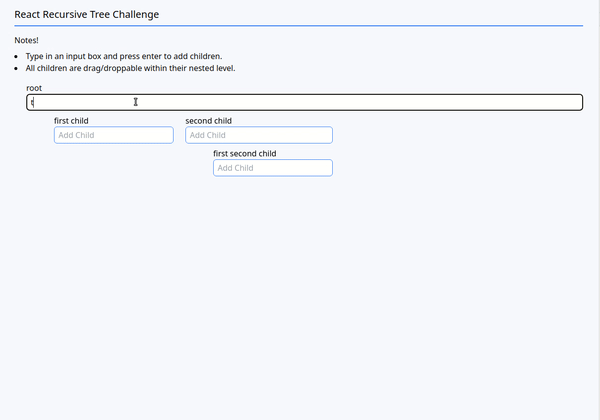 React Recursive Tree Challenge
Notes!
Type in an input box and press enter to add children.
All children are drag/droppable within their nested level.
root
t
first child second child
Add Child Add Child
first second child
Add Child